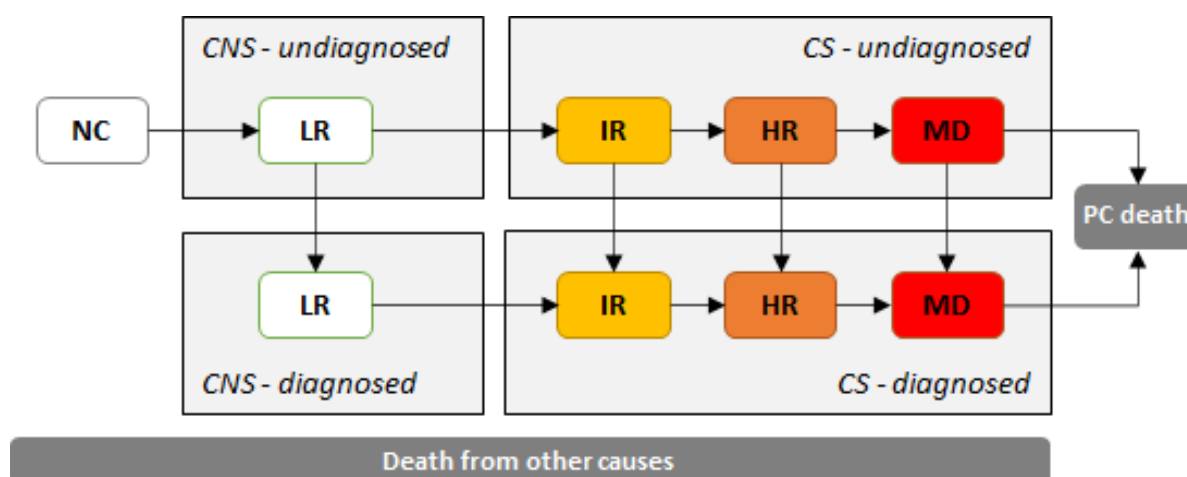 CNS - undiagnosed
CS - undiagnosed
NC
LR
IR
HR
MD
PC death
LR
IR
HR
MD
CNS - diagnosed
CS - diagnosed
Death from other causes